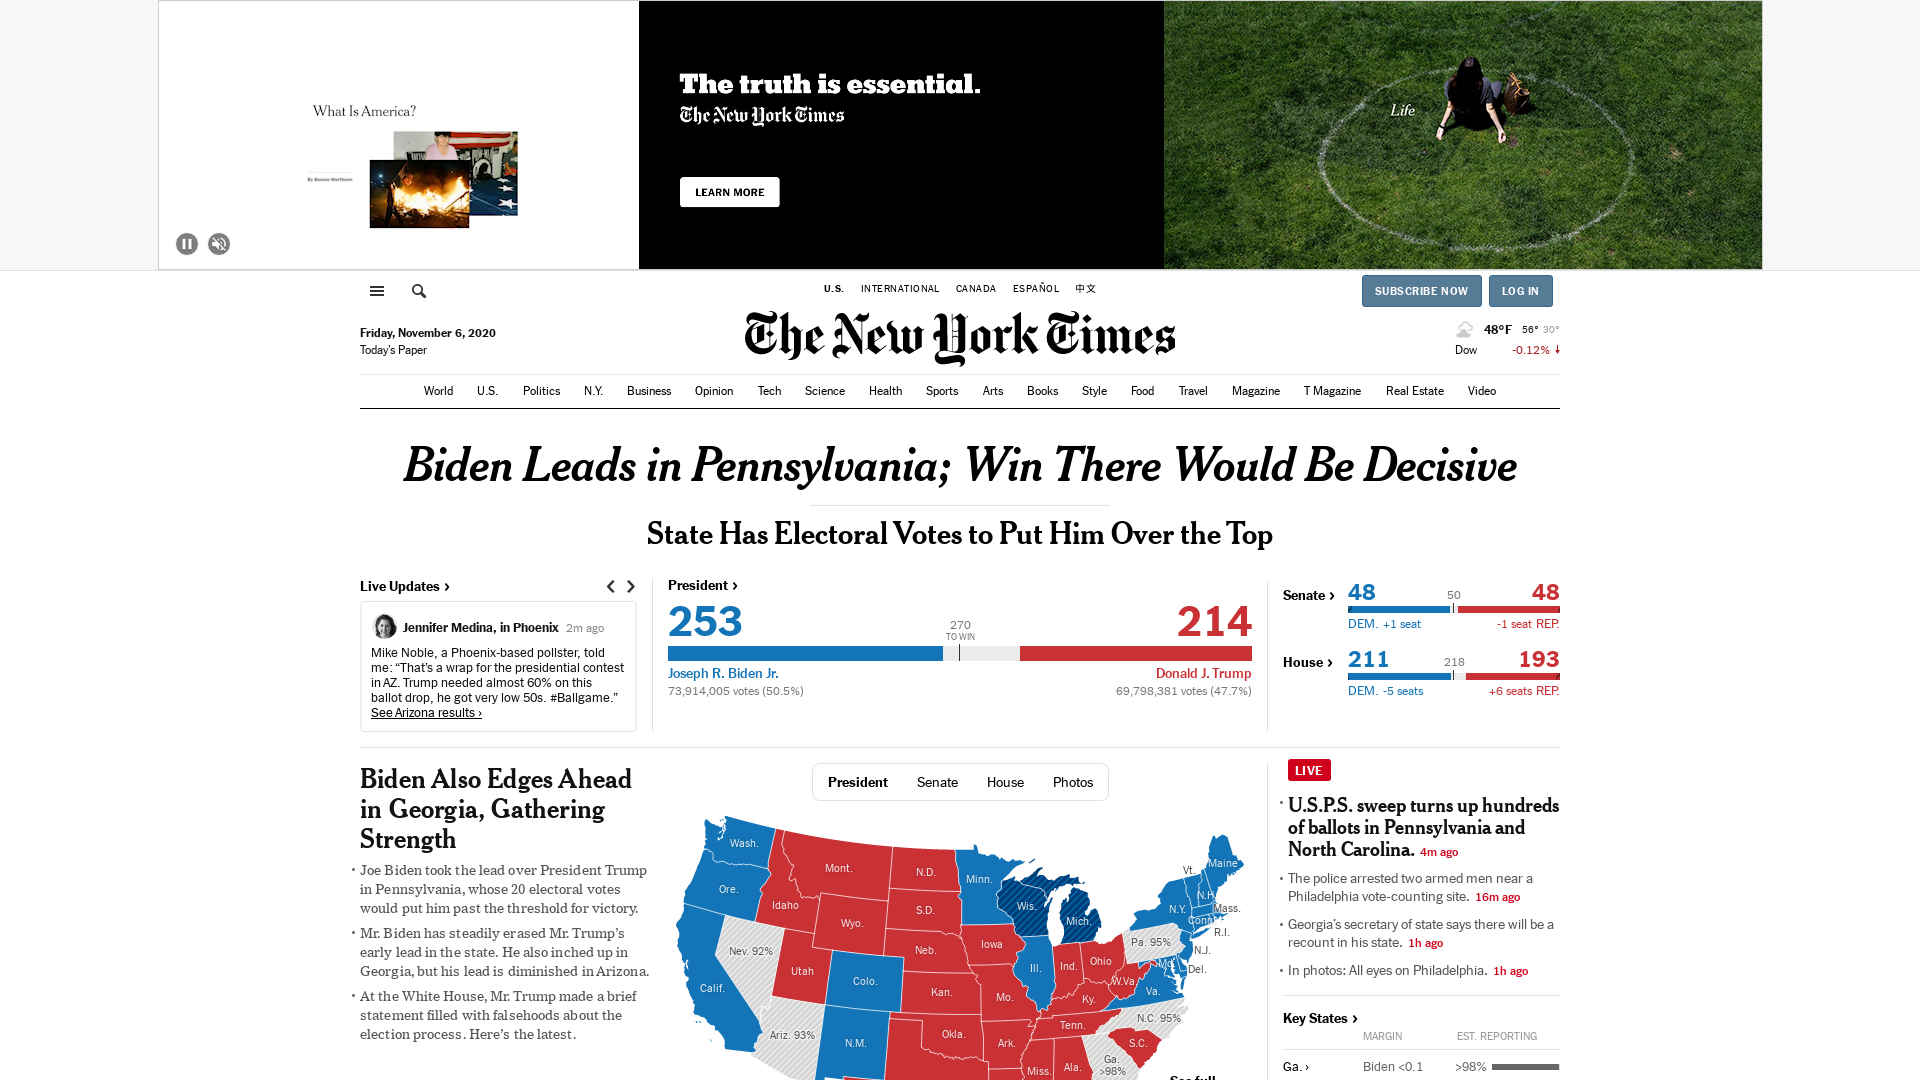 What Is America?
By Bonnie Wertheim
The truth is essential.
The New York Times
LEARN MORE
Life
U.S. INTERNATIONAL CANADA ESPAÑOL 中文
SUBSCRIBE NOW LOG IN
Friday, November 6, 2020
Today's Paper
The New York Times
48°F 56° 30°
Dow -0.12%
World U.S. Politics N.Y. Business Opinion Tech Science Health Sports Arts Books Style Food Travel Magazine T Magazine Real Estate Video
Biden Leads in Pennsylvania; Win There Would Be Decisive
State Has Electoral Votes to Put Him Over the Top
Live Updates ›
Jennifer Medina, in Phoenix 2m ago
Mike Noble, a Phoenix-based pollster, told
me: “That's a wrap for the presidential contest
in AZ. Trump needed almost 60% on this
ballot drop, he got very low 50s. #Ballgame.”
See Arizona results ›
President ›
253 214
270
TO WIN
Joseph R. Biden Jr. Donald J. Trump
73,914,005 votes (50.5%) 69,798,381 votes (47.7%)
Senate › 48 50 48
DEM. +1 seat -1 seat REP.
House › 211 218 193
DEM. -5 seats +6 seats REP.
Biden Also Edges Ahead
in Georgia, Gathering
Strength
• Joe Biden took the lead over President Trump
in Pennsylvania, whose 20 electoral votes
would put him past the threshold for victory.
• Mr. Biden has steadily erased Mr. Trump's
early lead in the state. He also inched up in
Georgia, but his lead is diminished in Arizona.
• At the White House, Mr. Trump made a brief
statement filled with falsehoods about the
election process. Here's the latest.
President Senate House Photos
Wash.
Mont.
N.D.
Minn.
Vt.
Maine
Ore.
Idaho
S.D.
Wis.
Mich.
N.Y.
N.H.
Mass.
Wyo.
Conn.
R.I.
Nev. 92%
Neb.
Iowa
Pa. 95%
N.J.
Utah
Colo.
Ill.
Ind.
Ohio
Md.
Del.
Calif.
Kan.
Mo.
Ky.
W.Va.
Va.
Ariz. 93%
N.M.
Okla.
Ark.
Tenn.
N.C. 95%
S.C.
Miss.
Ala.
Ga.
>98%
See full
LIVE
• U.S.P.S. sweep turns up hundreds
of ballots in Pennsylvania and
North Carolina. 4m ago
• The police arrested two armed men near a
Philadelphia vote-counting site. 16m ago
• Georgia's secretary of state says there will be a
recount in his state. 1h ago
• In photos: All eyes on Philadelphia. 1h ago
Key States ›
MARGIN EST. REPORTING
Ga. › Biden <0.1 >98%